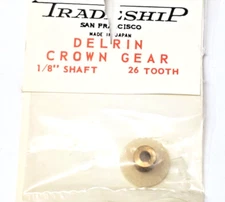 TRADESHIP
SAN FRANCISCO
MADE IN JAPAN
DELRIN
CROWN GEAR
1/8" SHAFT 26 TOOTH